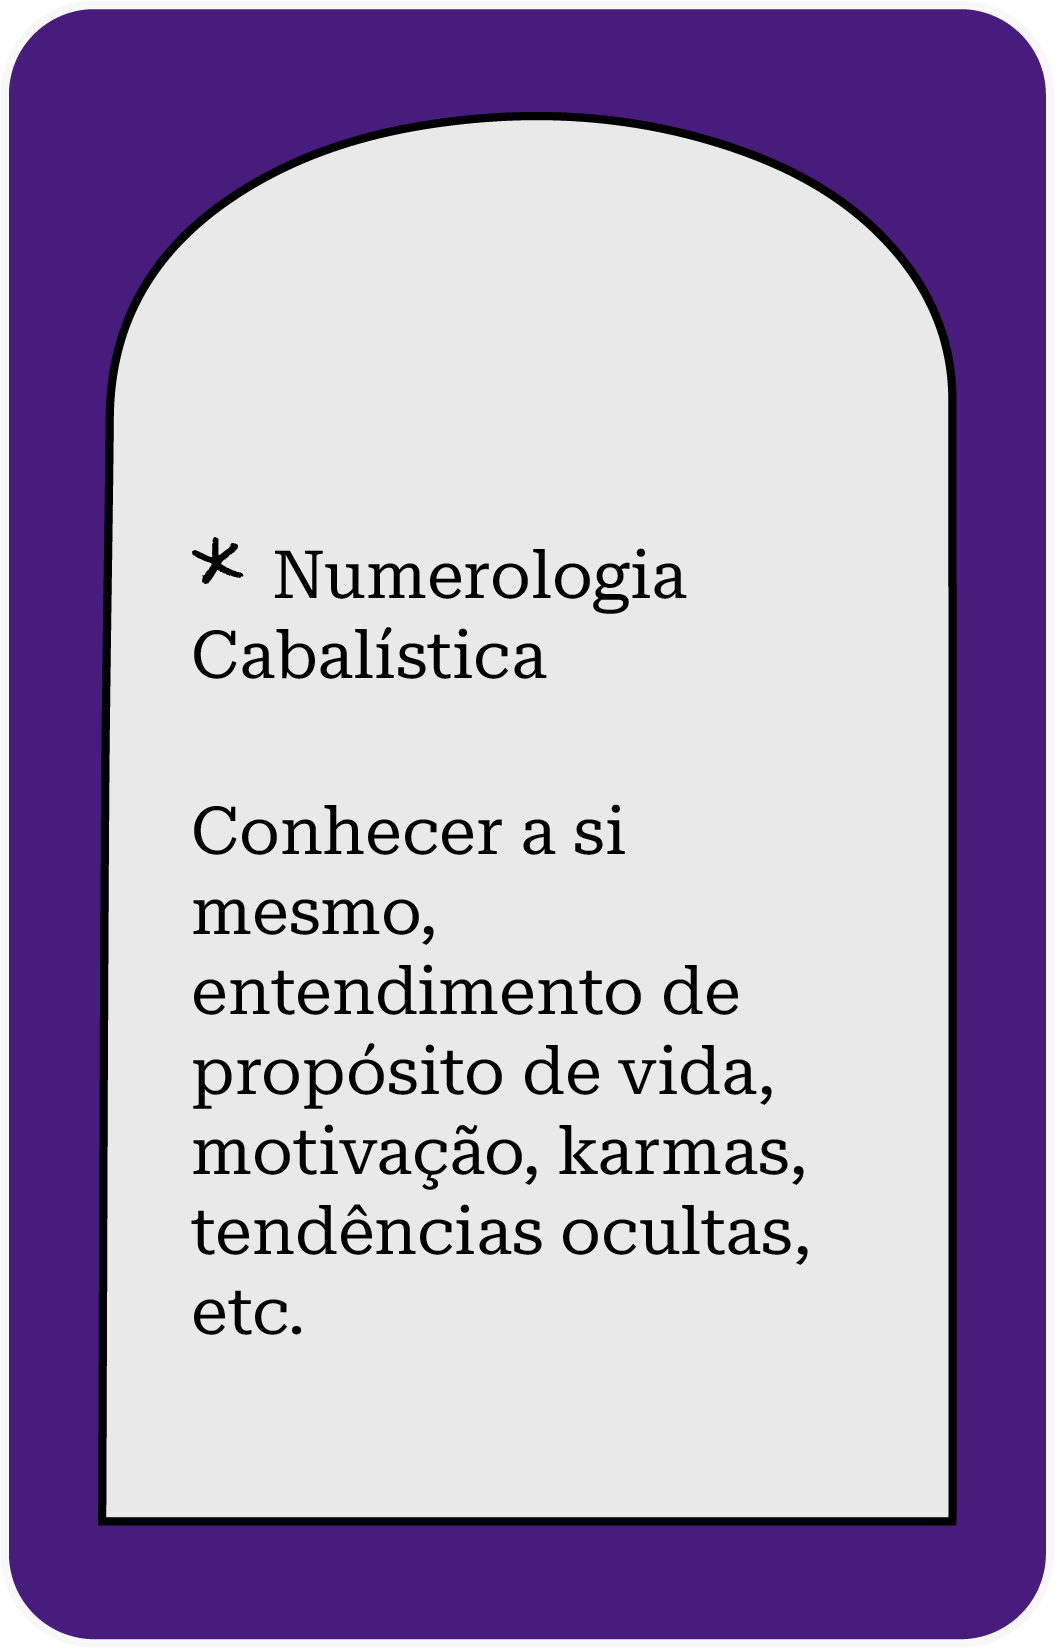 * Numerologia
Cabalística
Conhecer a si
mesmo,
entendimento de
propósito de vida,
motivação, karmas,
tendências ocultas,
etc.